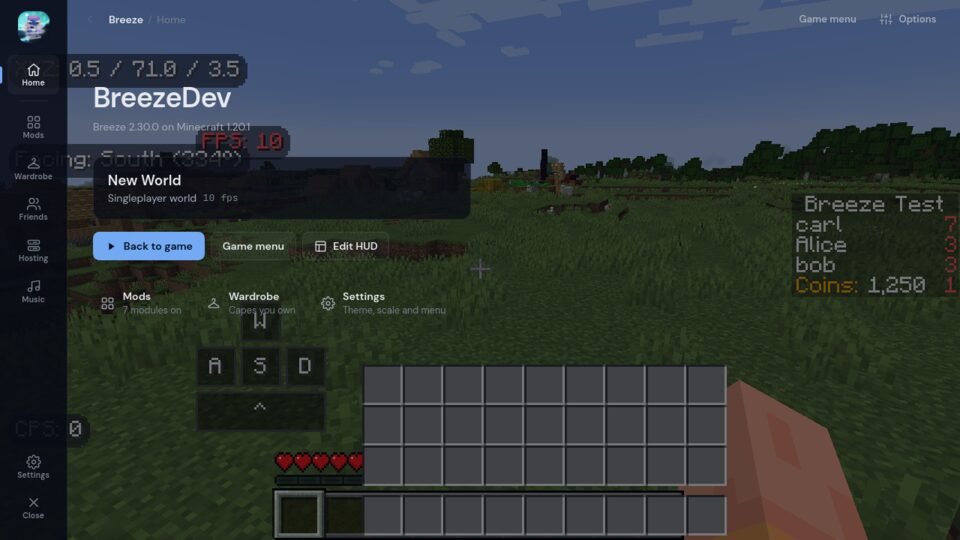 Breeze / Home
Game menu
Options
XYZ: 0.5 / 71.0 / 3.5
Home
BreezeDev
Breeze 2.30.0 on Minecraft 1.20.1
Mods
FPS: 10
Facing: South (334°)
Wardrobe
New World
Singleplayer world 10 fps
Friends
Breeze Test
carl 7
Alice 3
bob 3
Coins: 1,250 1
Back to game
Game menu
Edit HUD
Hosting
Music
Mods
7 modules on
Wardrobe
Capes you own
Settings
Theme, scale and menu
W
A
S
D
^
CPS: 0
Settings
Close